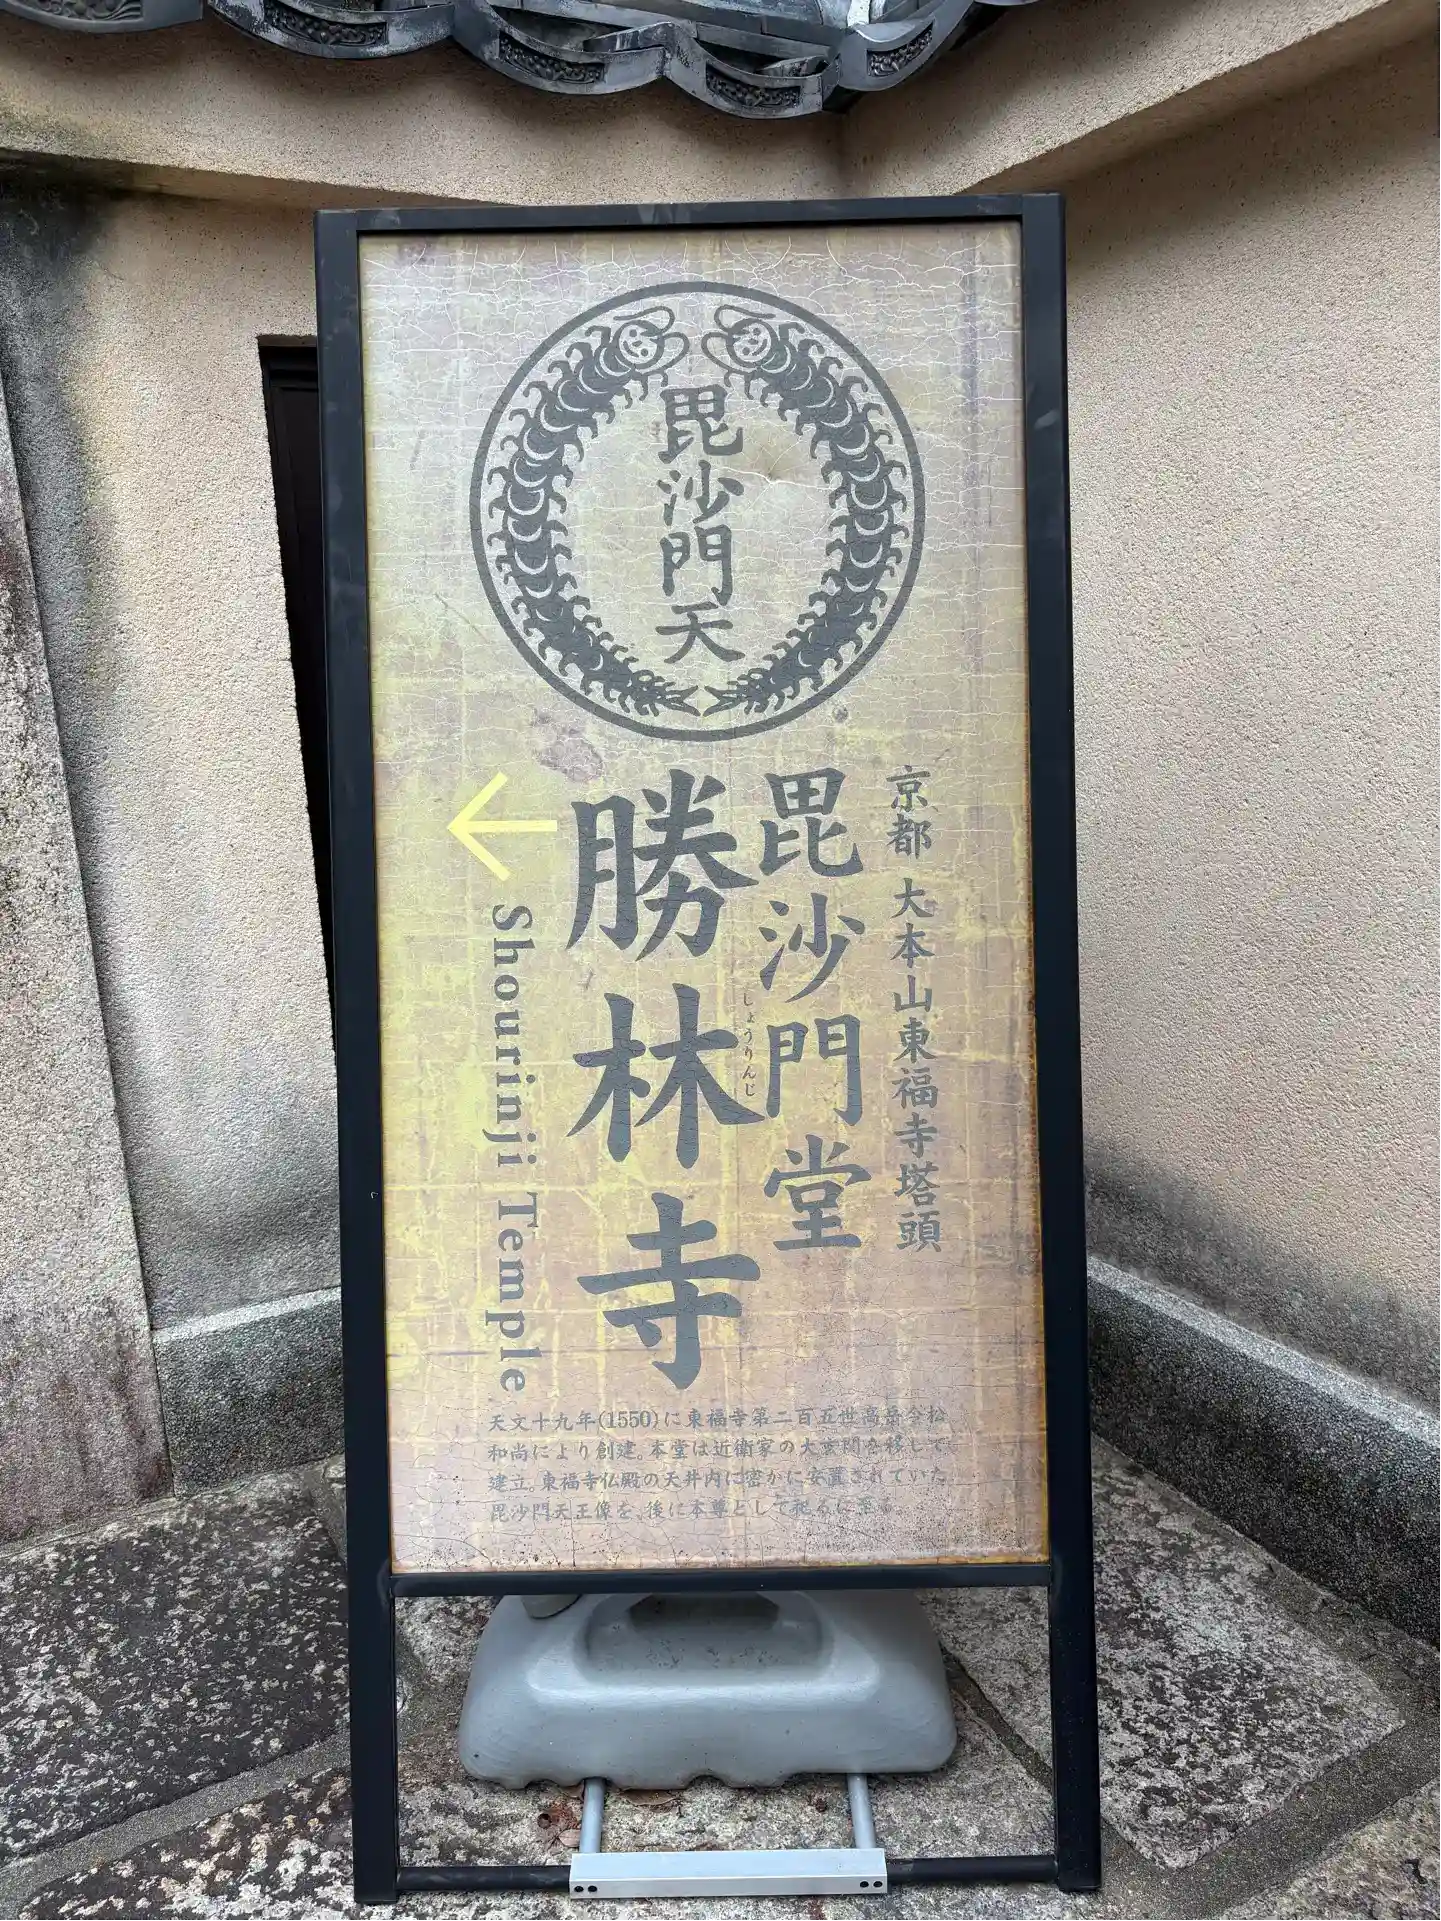 毘沙門天
京都 大本山東福寺塔頭
毘沙門堂
しょうりんじ
勝林寺
Shourinji Temple
天文十九年(1550)に東福寺第二百五世高岳令松
和尚により創建。本堂は近衛家の大玄関を移して
建立。東福寺仏殿の天井内に密かに安置されていた
毘沙門天王像を、後に本尊として祀るに至る。